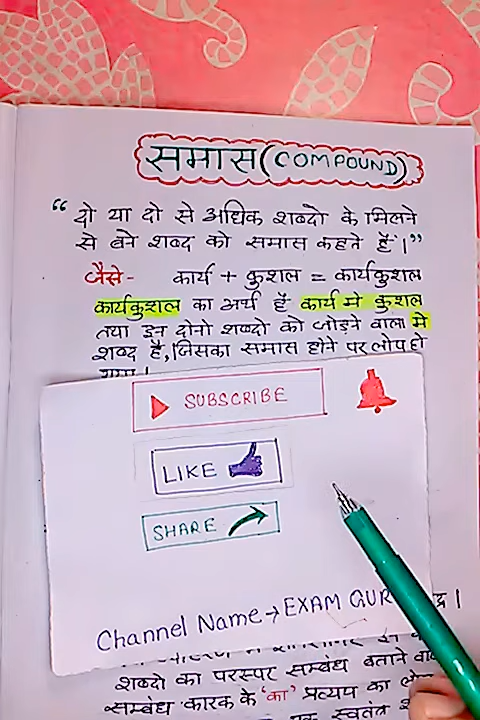 समास (COMPOUND)
“ दो या दो से अधिक शब्दो के मिलने
से बने शब्द को समास कहते हैं।”
जैसे- कार्य + कुशल = कार्यकुशल
कार्यकुशल का अर्थ हैं कार्य मे कुशल
तथा इन दोनो शब्दो को जोड़ने वाला मे
शब्द है, जिसका समास होने पर लोप हो
गया।
SUBSCRIBE
LIKE
SHARE
Channel Name → EXAM GUR
शब्दो का परस्पर सम्बंध बताने
सम्बंध कारक के 'का' प्रत्यय का
स्वतंत्र